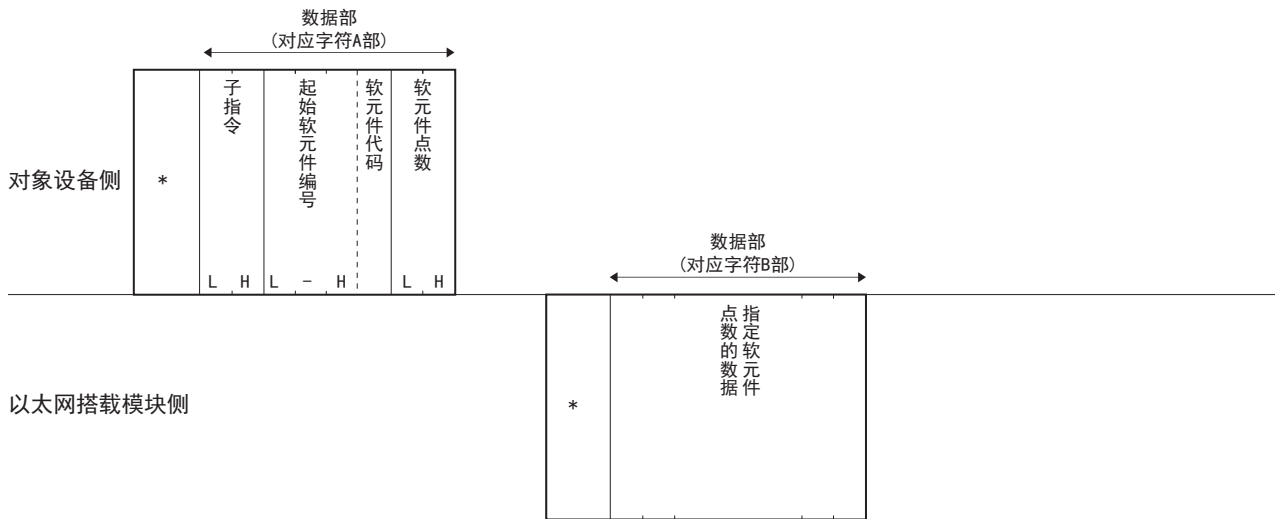 数据部
(对应字符A部)
对象设备侧
*
子指令
起始软元件编号
软元件代码
软元件点数
L H L - H L H
数据部
(对应字符B部)
以太网搭载模块侧
*
指定软元件
点数的数据